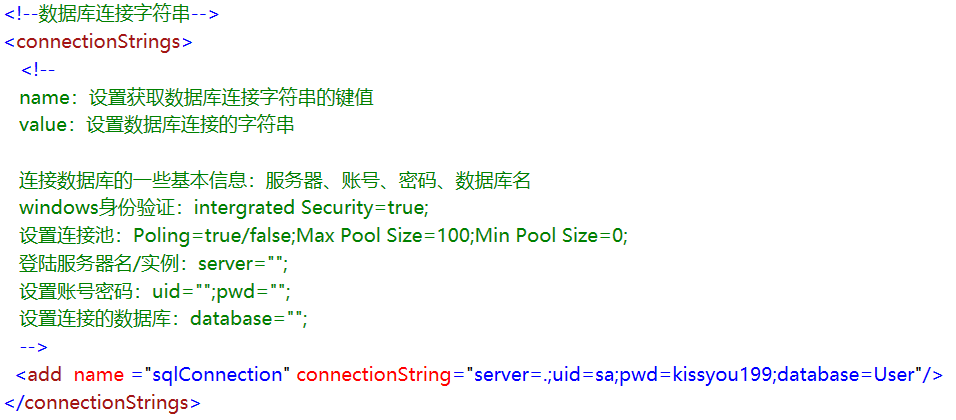 <!--数据库连接字符串-->
<connectionStrings>
<!--
name：设置获取数据库连接字符串的键值
value：设置数据库连接的字符串
连接数据库的一些基本信息：服务器、账号、密码、数据库名
windows身份验证：intergrated Security=true;
设置连接池：Poling=true/false;Max Pool Size=100;Min Pool Size=0;
登陆服务器名/实例：server="";
设置账号密码：uid="";pwd="";
设置连接的数据库：database="";
-->
<add name ="sqlConnection" connectionString="server=.;uid=sa;pwd=kissyou199;database=User"/>
</connectionStrings>